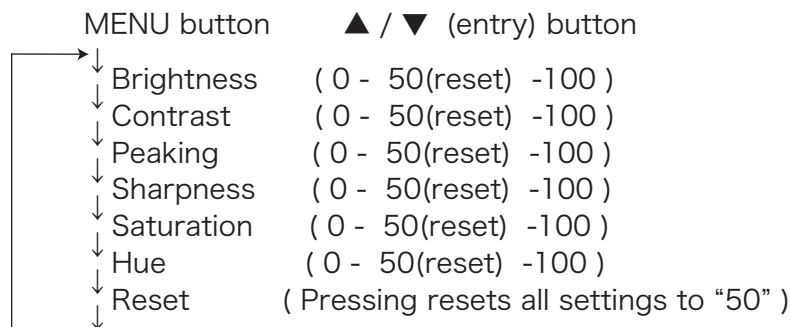 MENU button ▲ / ▼ (entry) button
Brightness ( 0 - 50(reset) -100 )
Contrast ( 0 - 50(reset) -100 )
Peaking ( 0 - 50(reset) -100 )
Sharpness ( 0 - 50(reset) -100 )
Saturation ( 0 - 50(reset) -100 )
Hue ( 0 - 50(reset) -100 )
Reset ( Pressing resets all settings to “50” )